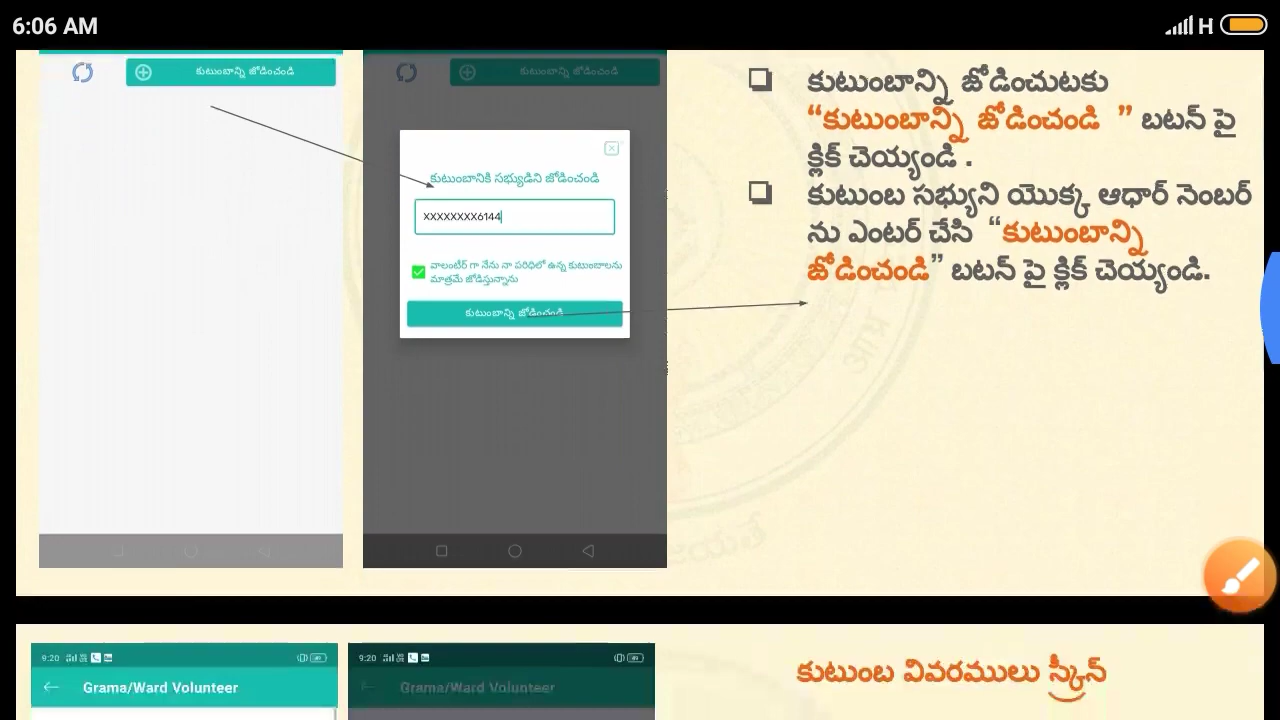 6:06 AM
H
కుటుంబాన్ని జోడించండి
కుటుంబాన్ని జోడించండి
కుటుంబానికి సభ్యుడిని జోడించండి
XXXXXXXX6144
వాలంటీర్ గా నేను నా పరిధిలో ఉన్న కుటుంబాలను
మాత్రమే జోడిస్తున్నాను
కుటుంబాన్ని జోడించండి
కుటుంబాన్ని జోడించుటకు
“కుటుంబాన్ని జోడించండి ” బటన్ పై
క్లిక్ చెయ్యండి .
కుటుంబ సభ్యుని యొక్క ఆధార్ నెంబర్
ను ఎంటర్ చేసి “కుటుంబాన్ని
జోడించండి” బటన్ పై క్లిక్ చెయ్యండి.
9:20
Grama/Ward Volunteer
9:20
Grama/Ward Volunteer
కుటుంబ వివరములు స్క్రీన్